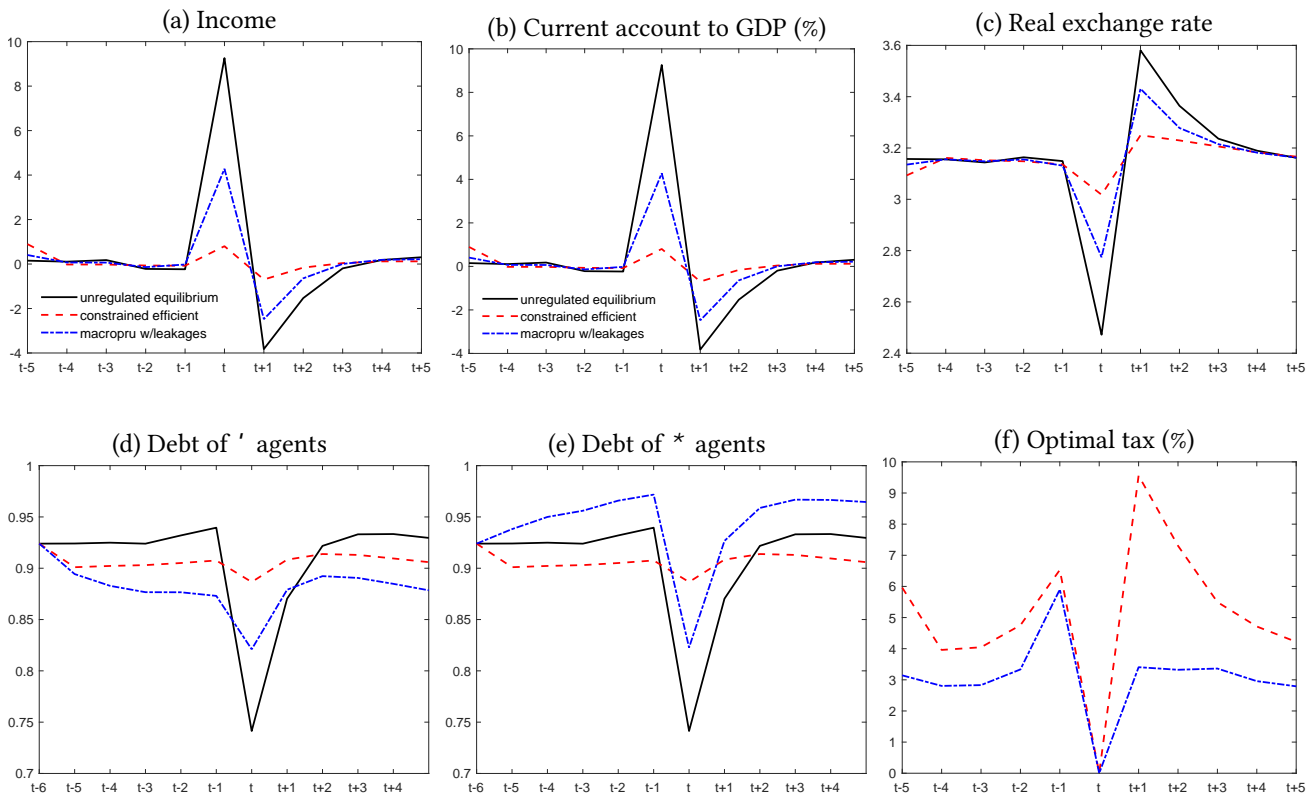 (a) Income
10
8
6
4
2
0
-2
-4
unregulated equilibrium
constrained efficient
macropru w/leakages
t-5 t-4 t-3 t-2 t-1 t t+1 t+2 t+3 t+4 t+5
(b) Current account to GDP (%)
10
8
6
4
2
0
-2
-4
unregulated equilibrium
constrained efficient
macropru w/leakages
t-5 t-4 t-3 t-2 t-1 t t+1 t+2 t+3 t+4 t+5
(c) Real exchange rate
3.6
3.4
3.2
3
2.8
2.6
2.4
t-5 t-4 t-3 t-2 t-1 t t+1 t+2 t+3 t+4 t+5
(d) Debt of ' agents
1
0.95
0.9
0.85
0.8
0.75
0.7
t-6 t-5 t-4 t-3 t-2 t-1 t t+1 t+2 t+3 t+4
(e) Debt of * agents
1
0.95
0.9
0.85
0.8
0.75
0.7
t-6 t-5 t-4 t-3 t-2 t-1 t t+1 t+2 t+3 t+4
(f) Optimal tax (%)
10
9
8
7
6
5
4
3
2
1
0
t-5 t-4 t-3 t-2 t-1 t t+1 t+2 t+3 t+4 t+5